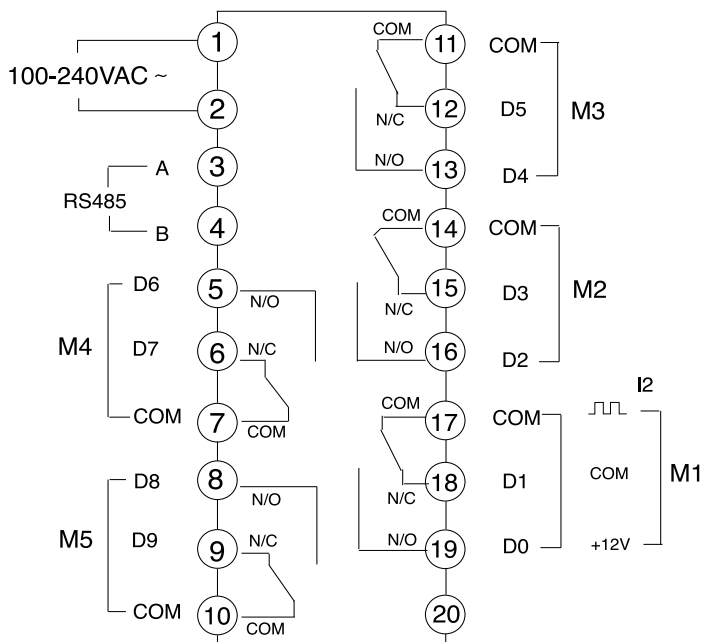 1
100-240VAC ~
2
A
3
RS485
B
4
D6
5
N/O
M4
D7
6
N/C
COM
7
COM
D8
8
N/O
M5
D9
9
N/C
COM
10
COM
COM
11
COM
N/C
12
D5
M3
N/O
13
D4
COM
14
COM
N/C
15
D3
M2
N/O
16
D2
COM
17
COM
I2
N/C
18
D1
COM
M1
N/O
19
D0
+12V
20